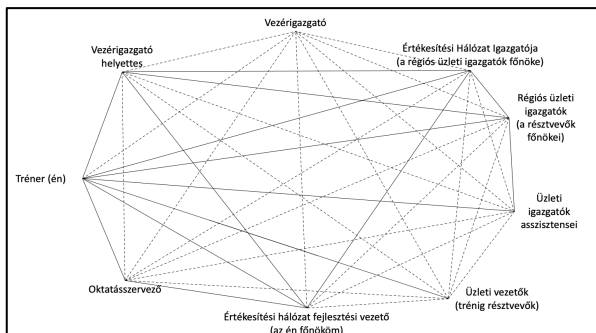 Vezérigazgató
Vezérigazgató
helyettes
Értékesítési Hálózat Igazgatója
(a régiós üzleti igazgatók főnöke)
Régiós üzleti
igazgatók
(a résztvevők
főnökei)
Tréner (én)
Üzleti
igazgatók
asszisztensei
Oktatásszervező
Üzleti vezetők
(trénig résztvevők)
Értékesítési hálózat fejlesztési vezető
(az én főnököm)